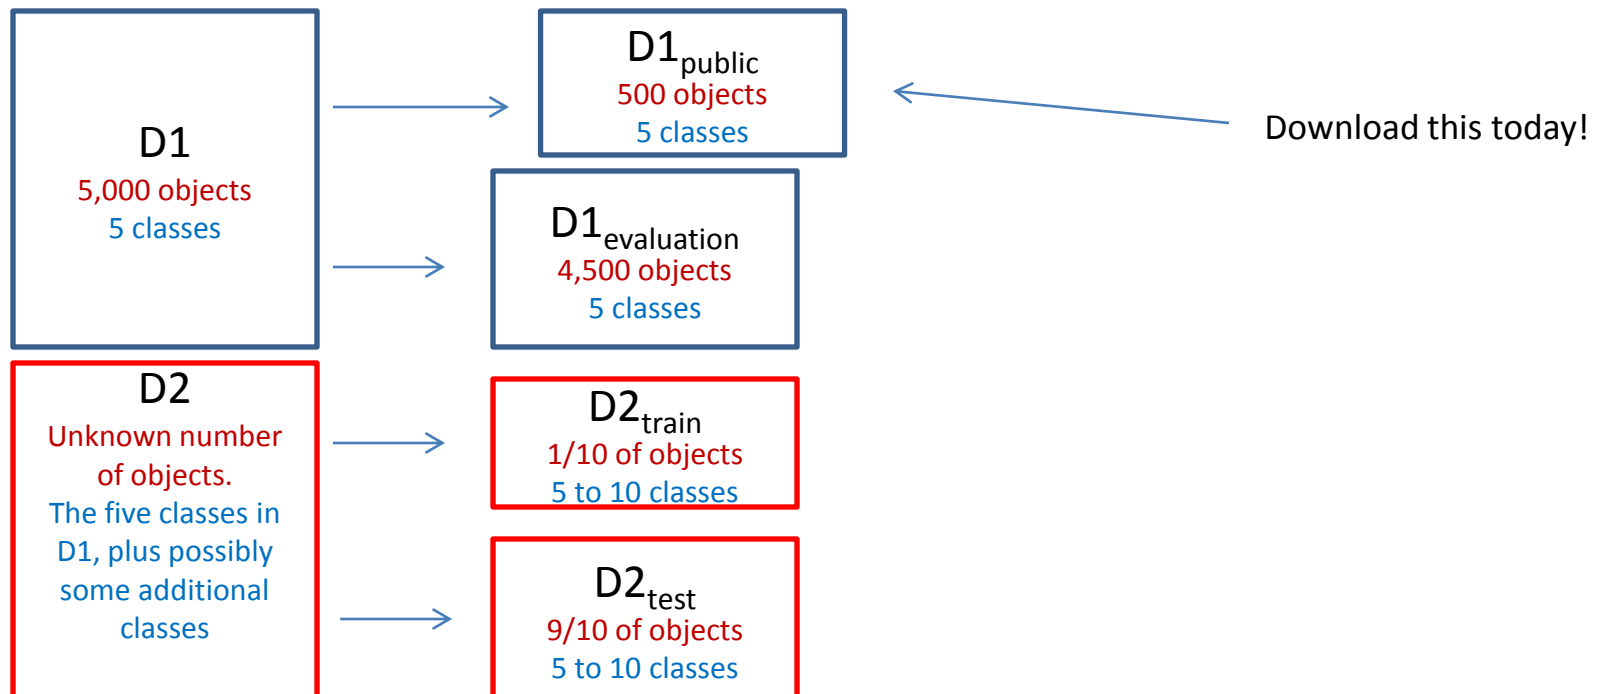 D1
5,000 objects
5 classes
D1public
500 objects
5 classes
Download this today!
D1evaluation
4,500 objects
5 classes
D2
Unknown number
of objects.
The five classes in
D1, plus possibly
some additional
classes
D2train
1/10 of objects
5 to 10 classes
D2test
9/10 of objects
5 to 10 classes